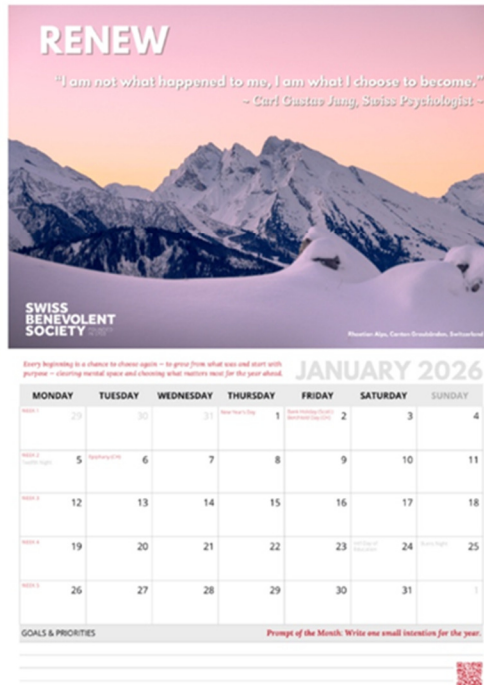 RENEW
“I am not what happened to me, I am what I choose to become.”
~ Carl Gustav Jung, Swiss Psychologist ~
SWISS
BENEVOLENT
SOCIETY
Rhaetian Alps, Canton Graubünden, Switzerland
Every beginning is a chance to choose again – to grow from what was and start with
purpose – clearing mental space and choosing what matters most for the year ahead.
JANUARY 2026
MONDAY TUESDAY WEDNESDAY THURSDAY FRIDAY SATURDAY SUNDAY
WEEK 1 29 30 31 New Year's Day 1 2 3 4
WEEK 2 5 Epiphany (CH) 6 7 8 9 10 11
WEEK 3 12 13 14 15 16 17 18
WEEK 4 19 20 21 22 23 24 Burns Night 25
WEEK 5 26 27 28 29 30 31 1
GOALS & PRIORITIES Prompt of the Month: Write one small intention for the year.